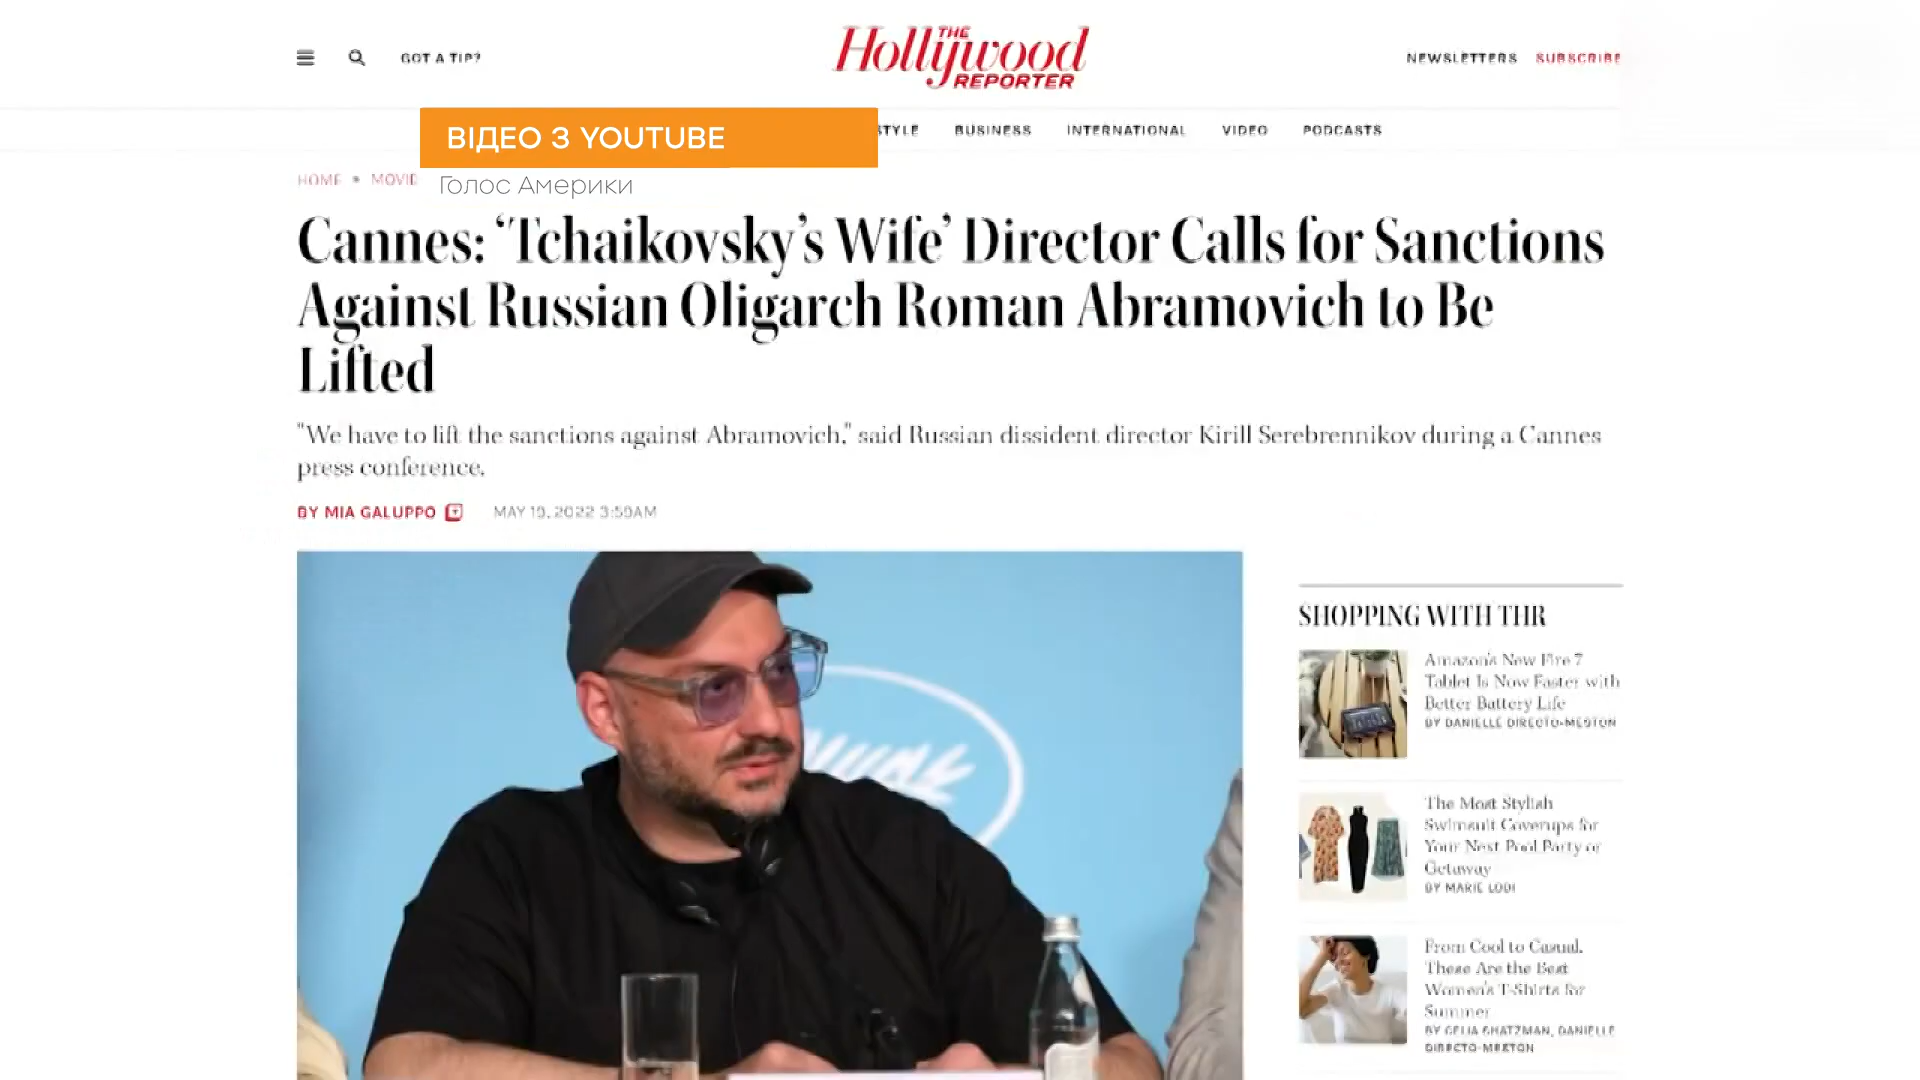 GOT A TIP?
THE
Hollywood
REPORTER
NEWSLETTERS SUBSCRIBE
ВІДЕО З YOUTUBE
Голос Америки
STYLE BUSINESS INTERNATIONAL VIDEO PODCASTS
HOME MOVIE
Cannes: ‘Tchaikovsky’s Wife’ Director Calls for Sanctions
Against Russian Oligarch Roman Abramovich to Be
Lifted
"We have to lift the sanctions against Abramovich," said Russian dissident director Kirill Serebrennikov during a Cannes
press conference.
BY MIA GALUPPO MAY 19, 2022
SHOPPING WITH THR
Amazon's New Fire 7
Tablet Is Now Faster with
Better Battery Life
BY DANIELLE DIRECTO-MESTON
The Most Stylish
Swimsuit Coverups for
Your Next Pool Party or
Getaway
BY MARIE LODI
From Cool to Casual,
These Are the Best
Women's T-Shirts for
Summer
BY CELIA SHATZMAN, DANIELLE
DIRECTO-MESTON